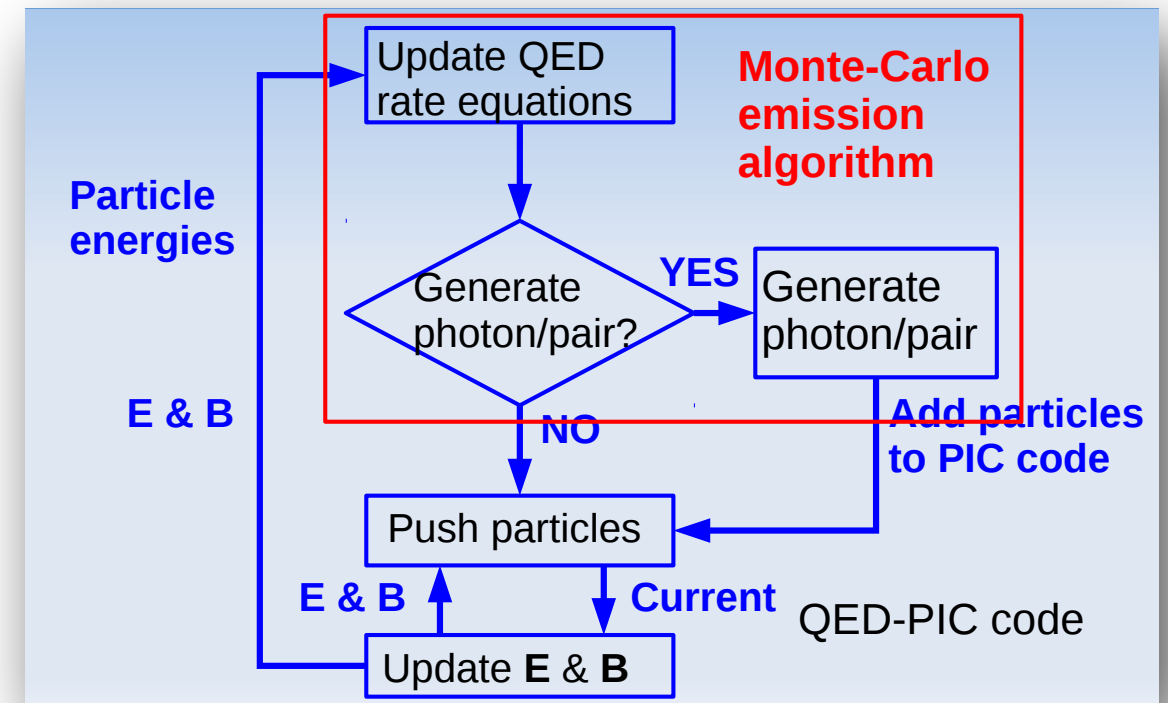 Update QED
rate equations
Monte-Carlo
emission
algorithm
Particle
energies
YES
Generate
photon/pair?
Generate
photon/pair
E & B
NO
Add particles
to PIC code
Push particles
E & B
Current
QED-PIC code
Update E & B